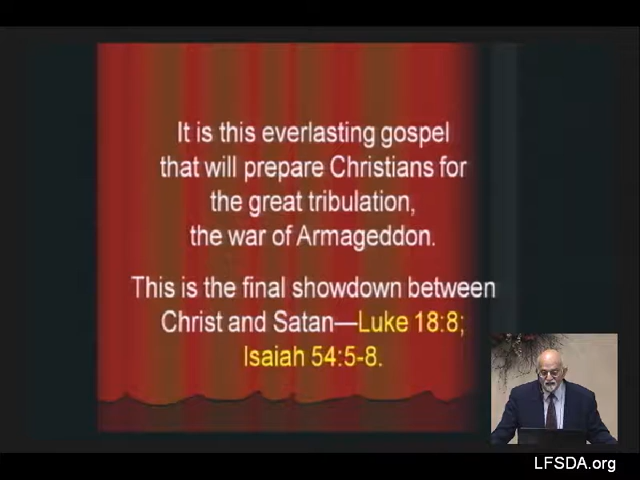 It is this everlasting gospel
that will prepare Christians for
the great tribulation,
the war of Armageddon.
This is the final showdown between
Christ and Satan—Luke 18:8;
Isaiah 54:5-8.
LFSDA.org